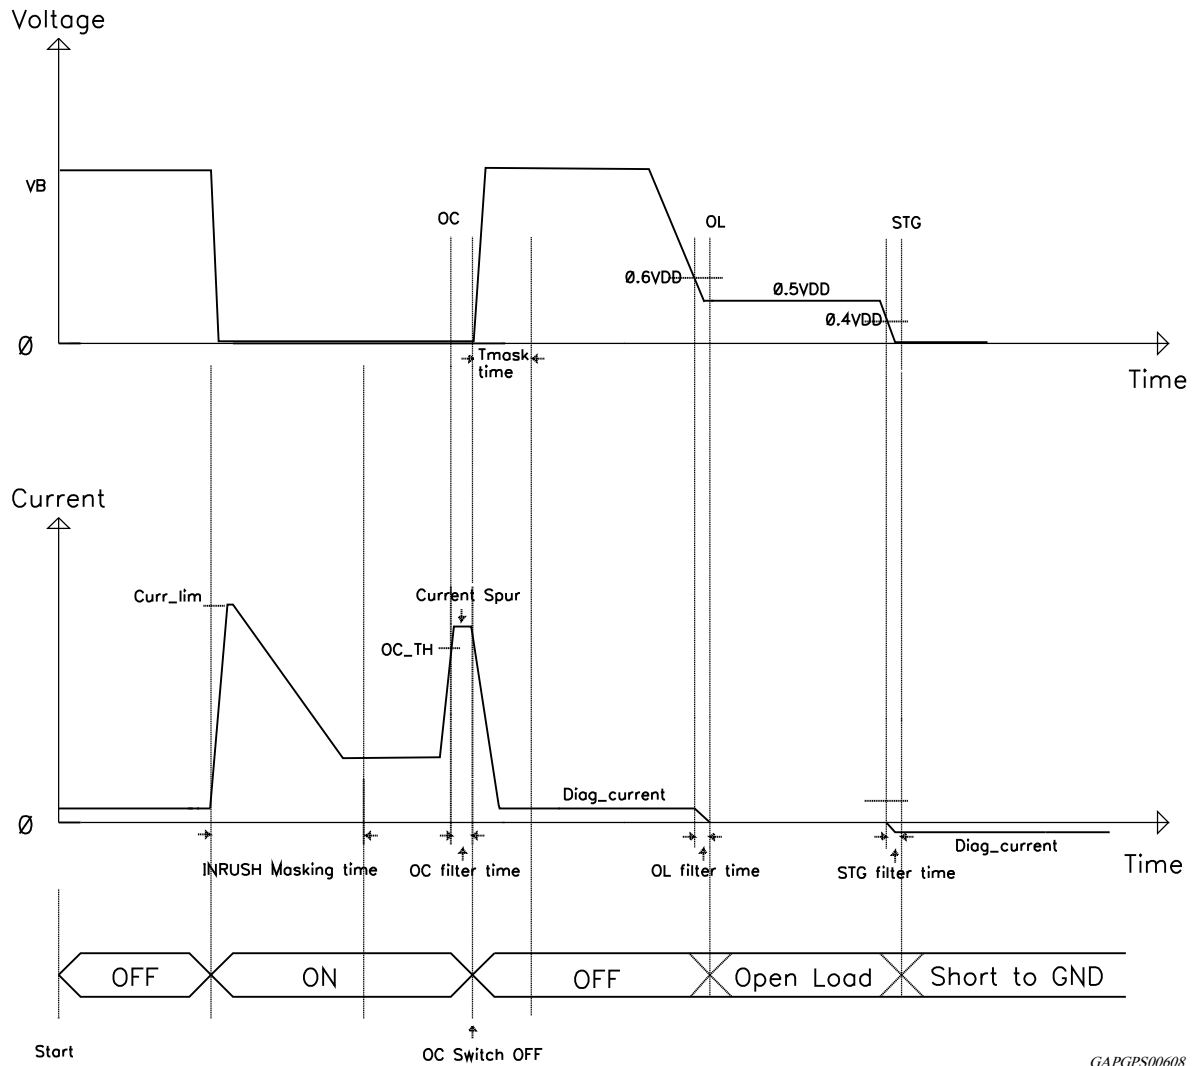 Voltage
VB
OC
OL
STG
0.6VDD
0.5VDD
0.4VDD
Ø
Tmask
time
Time
Current
Curr_lim
Current Spur
OC_TH
Diag_current
Ø
Diag_current
Time
INRUSH Masking time
OC filter time
OL filter time
STG filter time
OFF
ON
OFF
Open Load
Short to GND
Start
OC Switch OFF
GAPGPS00608